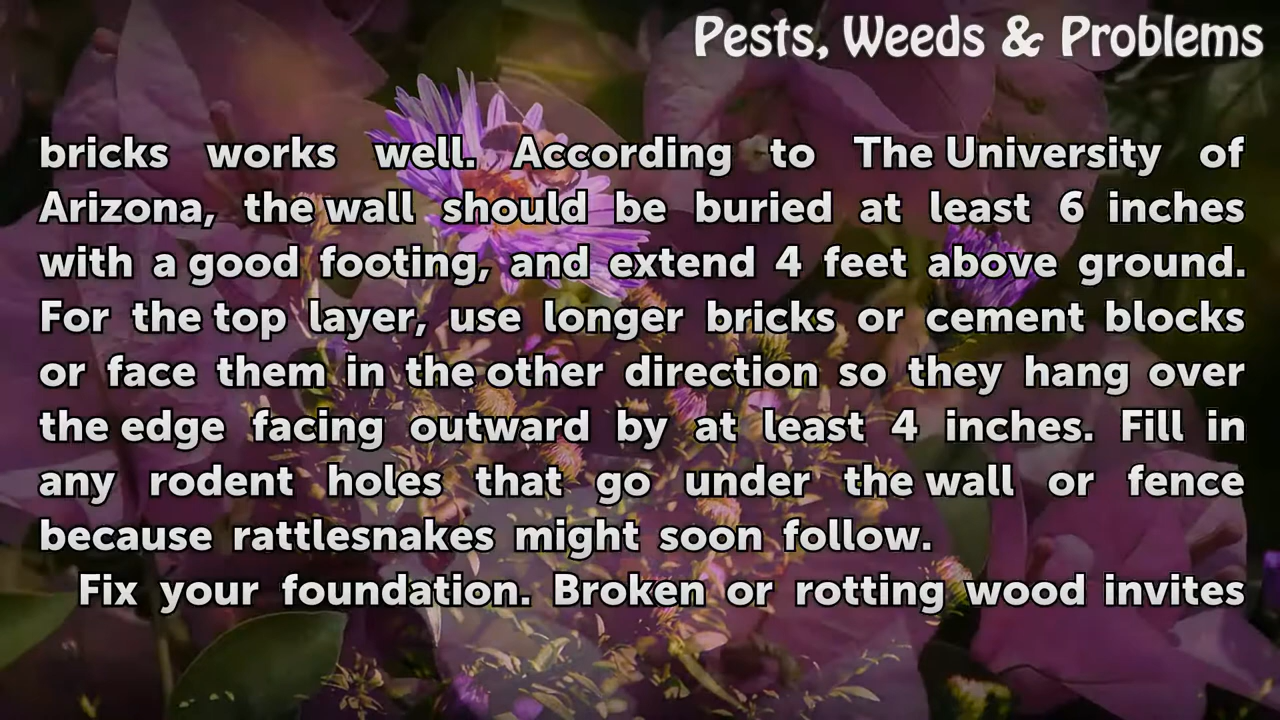 Pests, Weeds & Problems
bricks works well. According to The University of
Arizona, the wall should be buried at least 6 inches
with a good footing, and extend 4 feet above ground.
For the top layer, use longer bricks or cement blocks
or face them in the other direction so they hang over
the edge facing outward by at least 4 inches. Fill in
any rodent holes that go under the wall or fence
because rattlesnakes might soon follow.
Fix your foundation. Broken or rotting wood invites